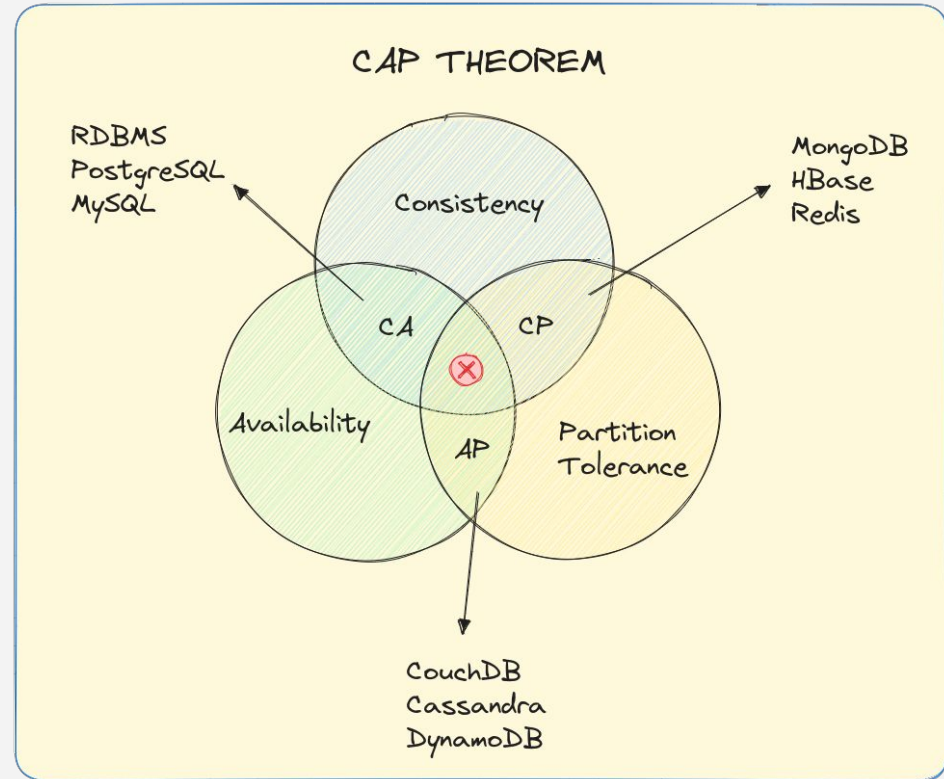 CAP THEOREM
RDBMS
PostgreSQL
MySQL
MongoDB
HBase
Redis
Consistency
CA
CP
Availability
AP
Partition
Tolerance
CouchDB
Cassandra
DynamoDB